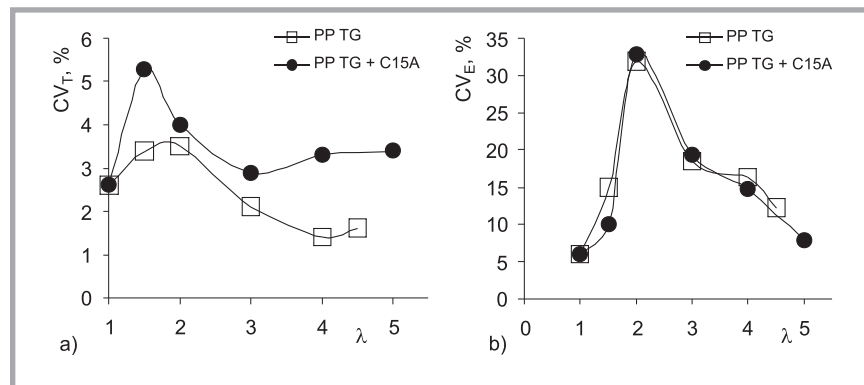 CV_T, %
6
5
4
3
2
1
0
PP TG
PP TG + C15A
1 2 3 4 5
λ
a)
CV_E, %
35
30
25
20
15
10
5
0
PP TG
PP TG + C15A
0 1 2 3 4 5
λ
b)